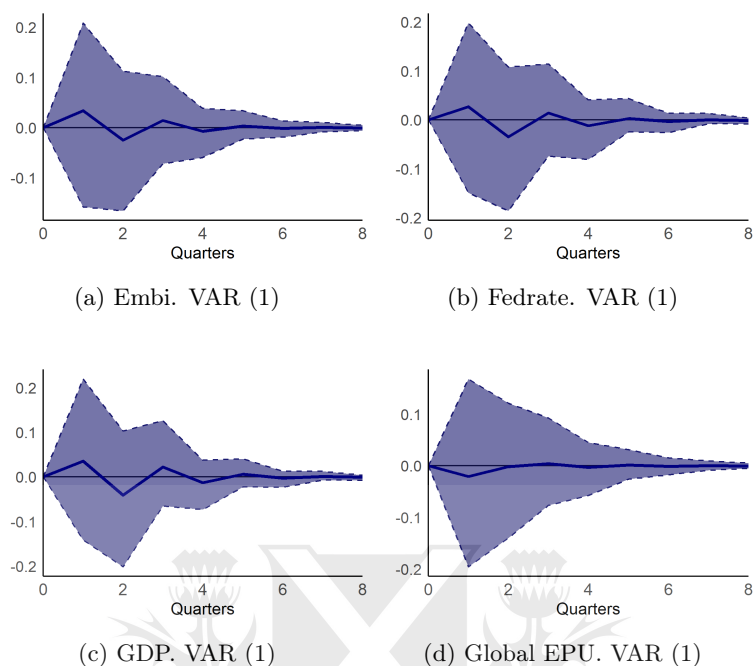 0.2
0.1
0.0
-0.1
0 2 4 6 8
Quarters
(a) Embi. VAR (1)
0.2
0.1
0.0
-0.1
-0.2
0 2 4 6 8
Quarters
(b) Fedrate. VAR (1)
0.2
0.1
0.0
-0.1
-0.2
0 2 4 6 8
Quarters
(c) GDP. VAR (1)
0.1
0.0
-0.1
-0.2
0 2 4 6 8
Quarters
(d) Global EPU. VAR (1)